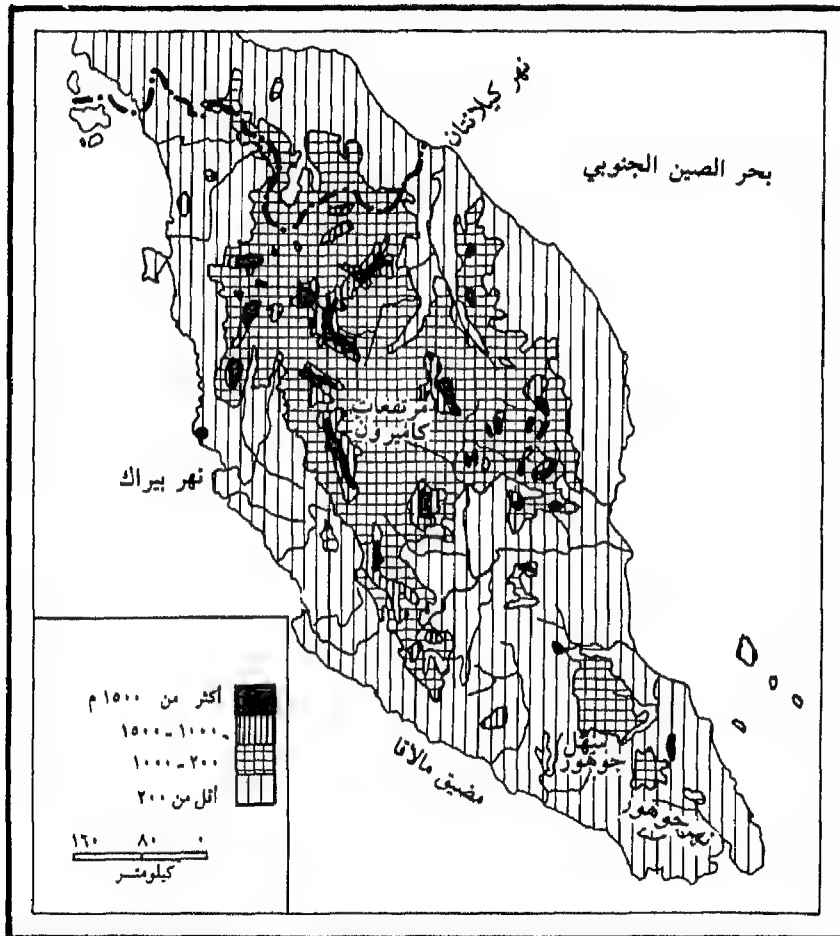 نهر كيلانتان
بحر الصين الجنوبي
مرتفعات
كاميرون
نهر بيراك
سهل
جوهور
نهر جوهور
مضيق مالاقا
أكثر من ١٥٠٠ م
١٠٠٠ - ١٥٠٠
٢٠٠ - ١٠٠٠
أقل من ٢٠٠
١٦٠ ٨٠ ٠
كيلومتر